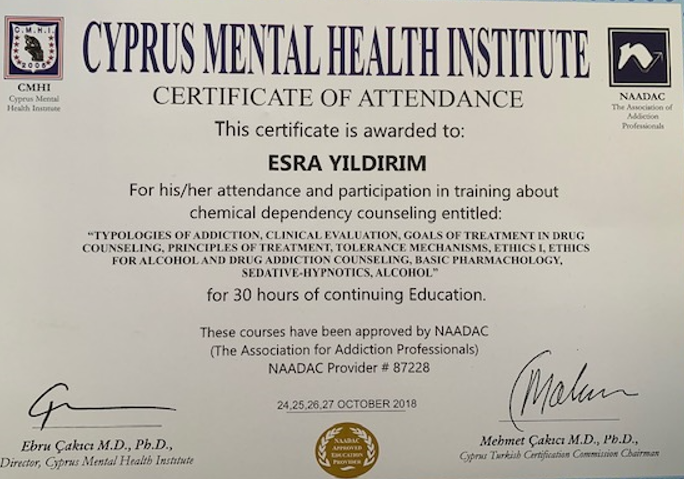 C.M.H.I.
2008
CMHI
Cyprus Mental
Health Institute
CYPRUS MENTAL HEALTH INSTITUTE
NAADAC
The Association of
Addiction
Professionals
CERTIFICATE OF ATTENDANCE
This certificate is awarded to:
ESRA YILDIRIM
For his/her attendance and participation in training about
chemical dependency counseling entitled:
“TYPOLOGIES OF ADDICTION, CLINICAL EVALUATION, GOALS OF TREATMENT IN DRUG
COUNSELING, PRINCIPLES OF TREATMENT, TOLERANCE MECHANISMS, ETHICS I, ETHICS
FOR ALCOHOL AND DRUG ADDICTION COUNSELING, BASIC PHARMACHOLOGY,
SEDATIVE-HYPNOTICS, ALCOHOL”
for 30 hours of continuing Education.
These courses have been approved by NAADAC
(The Association for Addiction Professionals)
NAADAC Provider # 87228
24,25,26,27 OCTOBER 2018
Ebru Çakıcı M.D., Ph.D.,
Director, Cyprus Mental Health Institute
NAADAC
APPROVED
EDUCATION
PROVIDER
Mehmet Çakıcı M.D., Ph.D.,
Cyprus Turkish Certification Commission Chairman